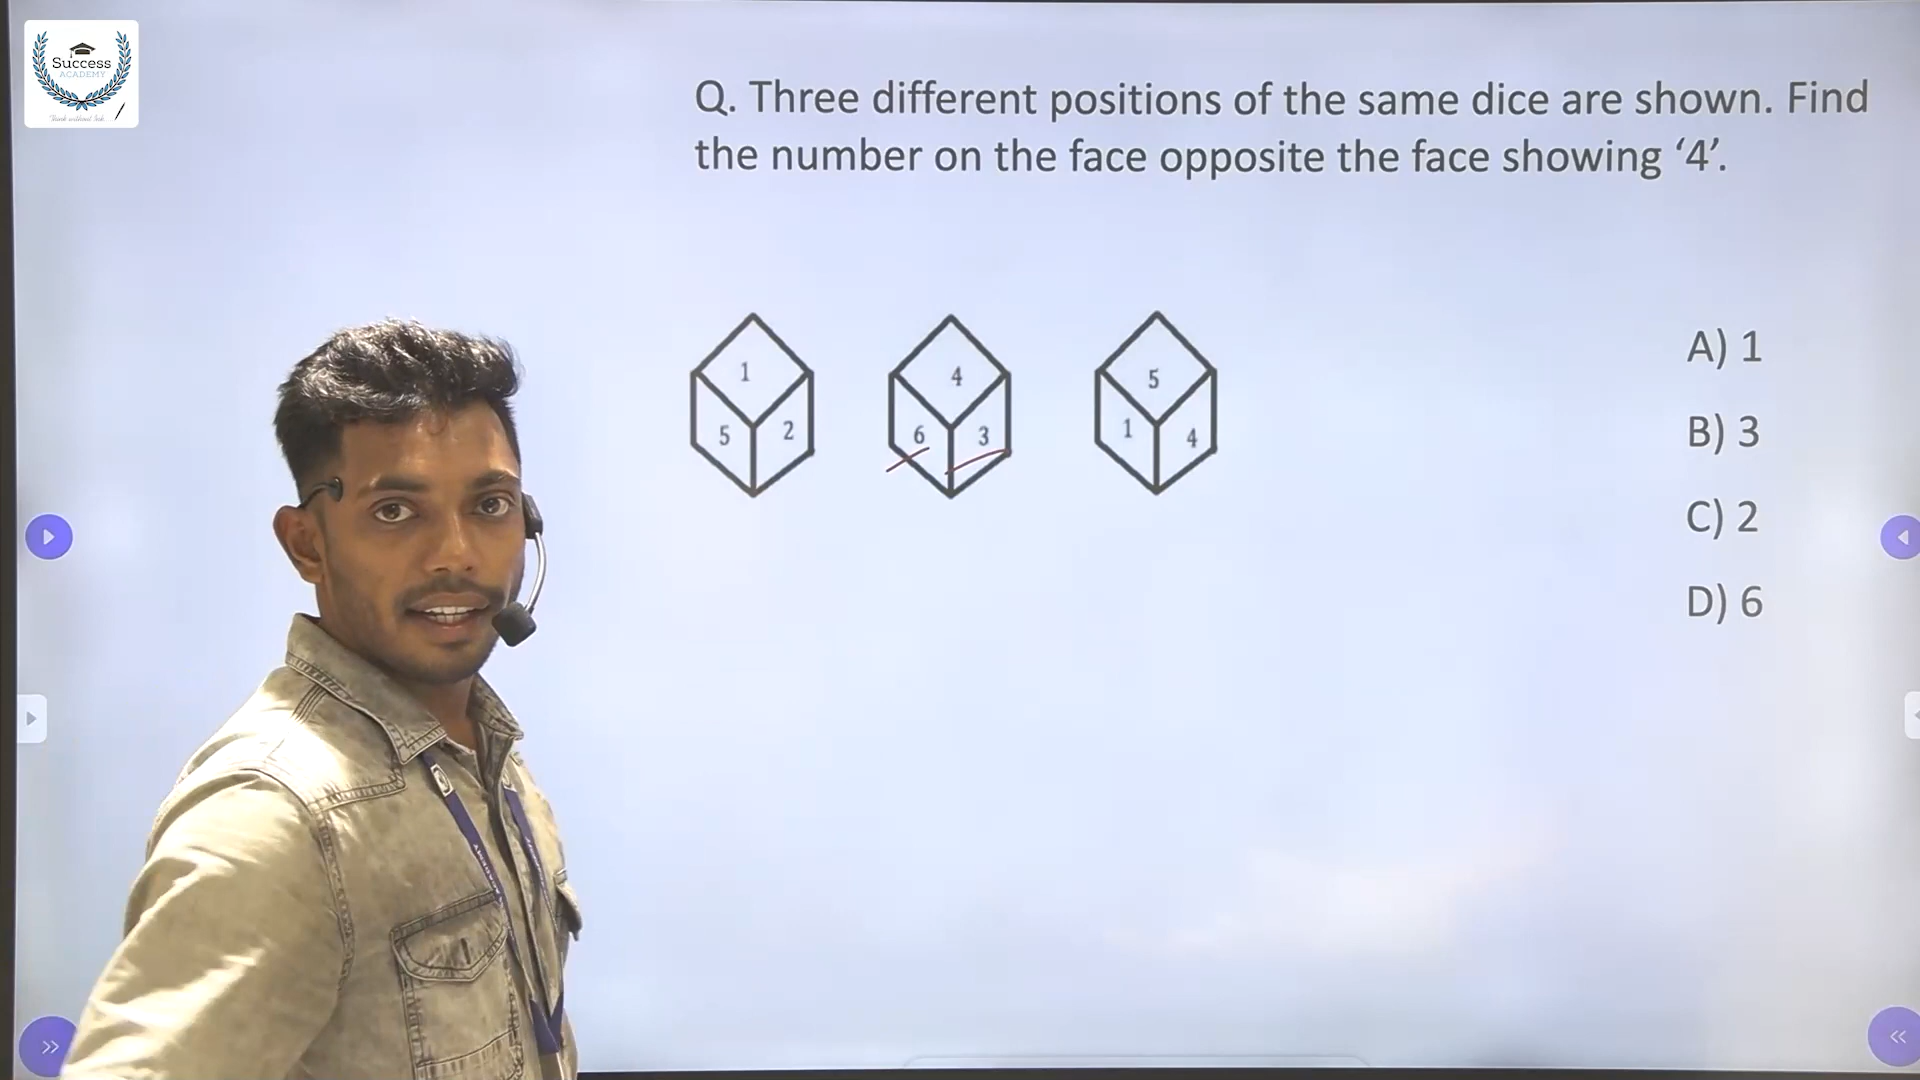 Success
ACADEMY
Q. Three different positions of the same dice are shown. Find
the number on the face opposite the face showing ‘4’.
1
5 2
4
6 3
5
1 4
A) 1
B) 3
C) 2
D) 6